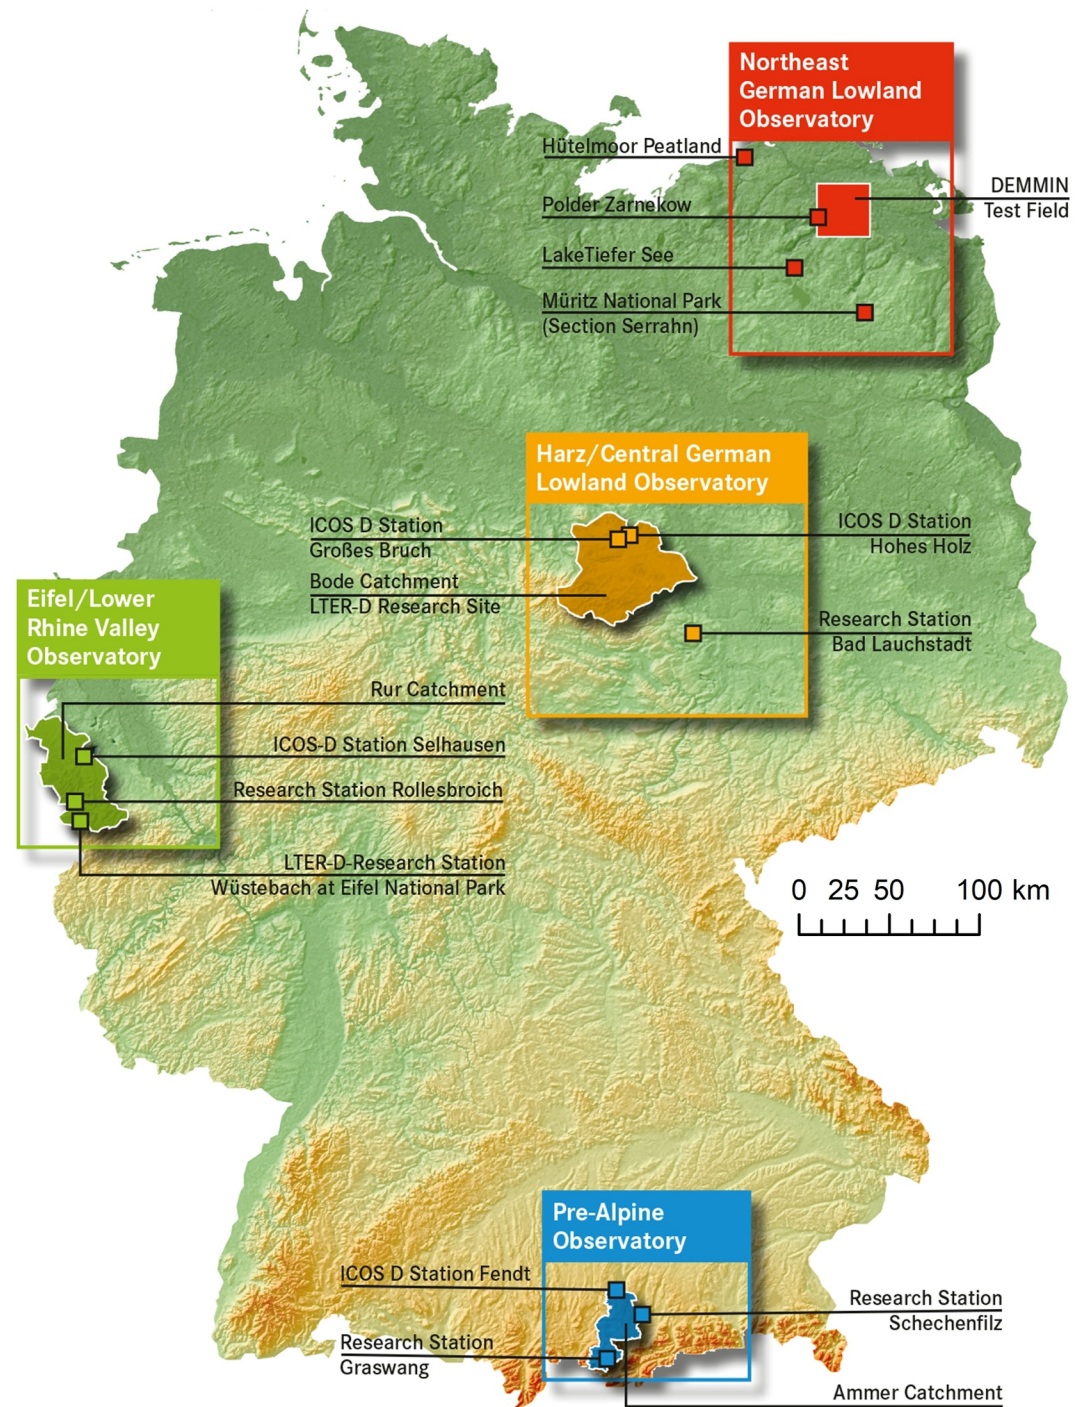 Northeast
German Lowland
Observatory
Hütelmoor Peatland
DEMMIN
Test Field
Polder Zarnekow
LakeTiefer See
Müritz National Park
(Section Serrahn)
Harz/Central German
Lowland Observatory
ICOS D Station
Großes Bruch
ICOS D Station
Hohes Holz
Bode Catchment
LTER-D Research Site
Research Station
Bad Lauchstadt
Eifel/Lower
Rhine Valley
Observatory
Rur Catchment
ICOS-D Station Selhausen
Research Station Rollesbroich
LTER-D-Research Station
Wüstebach at Eifel National Park
0 25 50 100 km
Pre-Alpine
Observatory
ICOS D Station Fendt
Research Station
Schechenfilz
Research Station
Graswang
Ammer Catchment